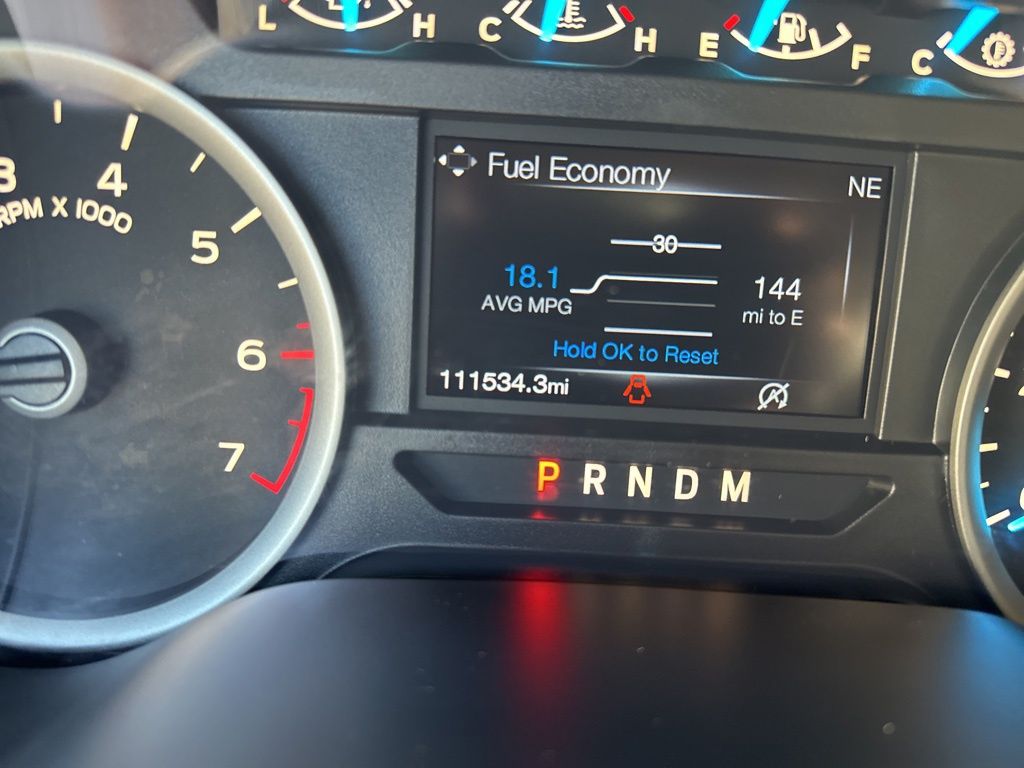 L H C H E F C
3 4 5 6 7
RPM X 1000
Fuel Economy
NE
30
18.1
AVG MPG
144
mi to E
Hold OK to Reset
111534.3mi
P R N D M